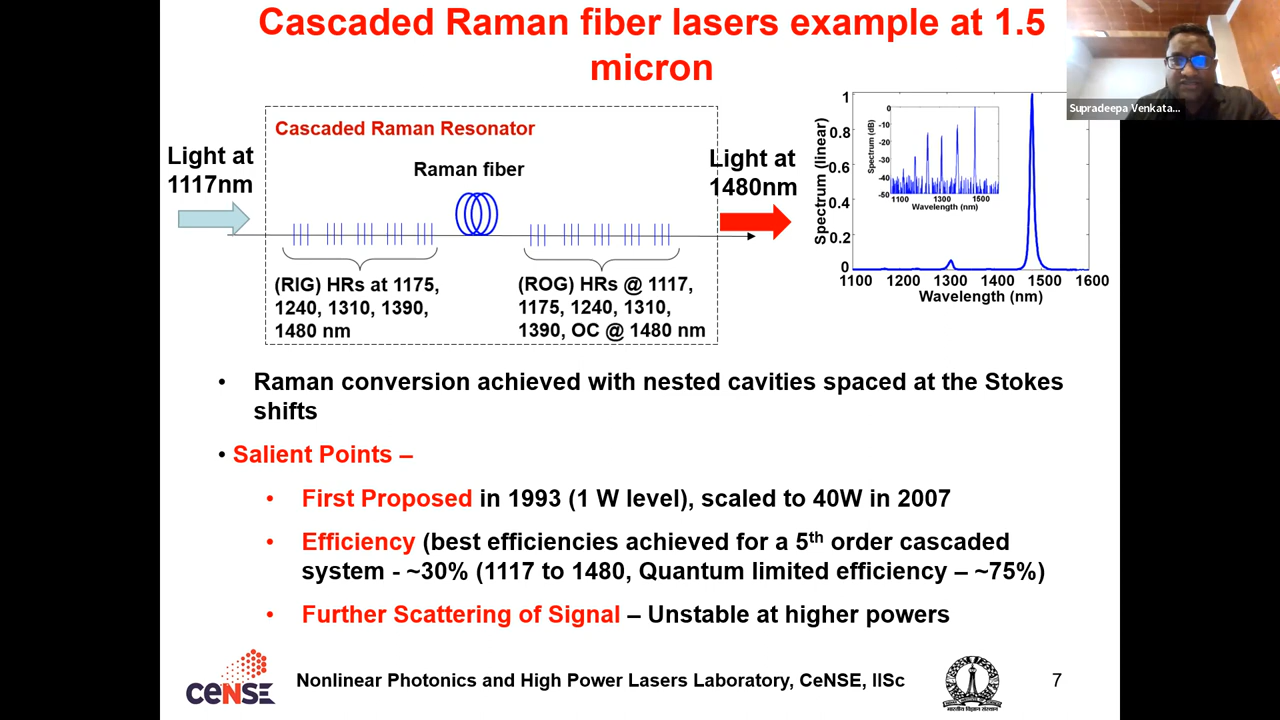 Cascaded Raman fiber lasers example at 1.5
micron
Supradeepa Venkata...
Cascaded Raman Resonator
Light at
1117nm
Raman fiber
Light at
1480nm
(RIG) HRs at 1175,
1240, 1310, 1390,
1480 nm
(ROG) HRs @ 1117,
1175, 1240, 1310,
1390, OC @ 1480 nm
Spectrum (linear)
1
0.8
0.6
0.4
0.2
0
1100 1200 1300 1400 1500 1600
Wavelength (nm)
Spectrum (dB)
0
-10
-20
-30
-40
-50
1100 1300 1500
Wavelength (nm)
• Raman conversion achieved with nested cavities spaced at the Stokes
shifts
• Salient Points –
• First Proposed in 1993 (1 W level), scaled to 40W in 2007
• Efficiency (best efficiencies achieved for a 5th order cascaded
system - ~30% (1117 to 1480, Quantum limited efficiency – ~75%)
• Further Scattering of Signal – Unstable at higher powers
ceNSE
Nonlinear Photonics and High Power Lasers Laboratory, CeNSE, IISc
7